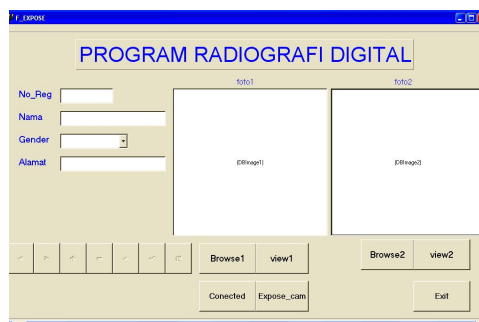 F_EXPOSE
PROGRAM RADIOGRAFI DIGITAL
foto1 foto2
No_Reg
Nama
Gender
Alamat
(DBImage1) (DBImage2)
Browse1 view1 Browse2 view2
Conected Expose_cam Exit